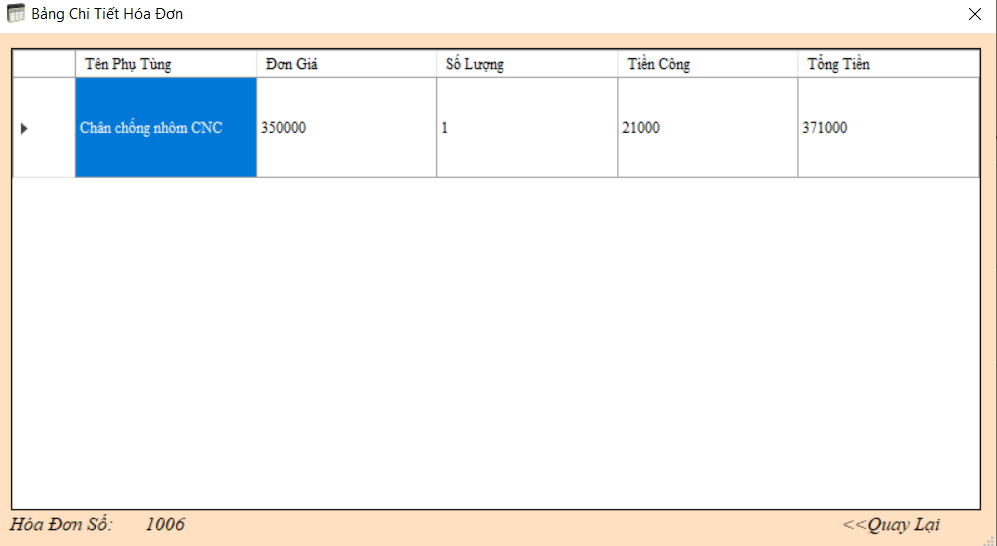 Bảng Chi Tiết Hóa Đơn
Tên Phụ Tùng Đơn Giá Số Lượng Tiền Công Tổng Tiền
Chân chống nhôm CNC 350000 1 21000 371000
Hóa Đơn Số: 1006 <<Quay Lại